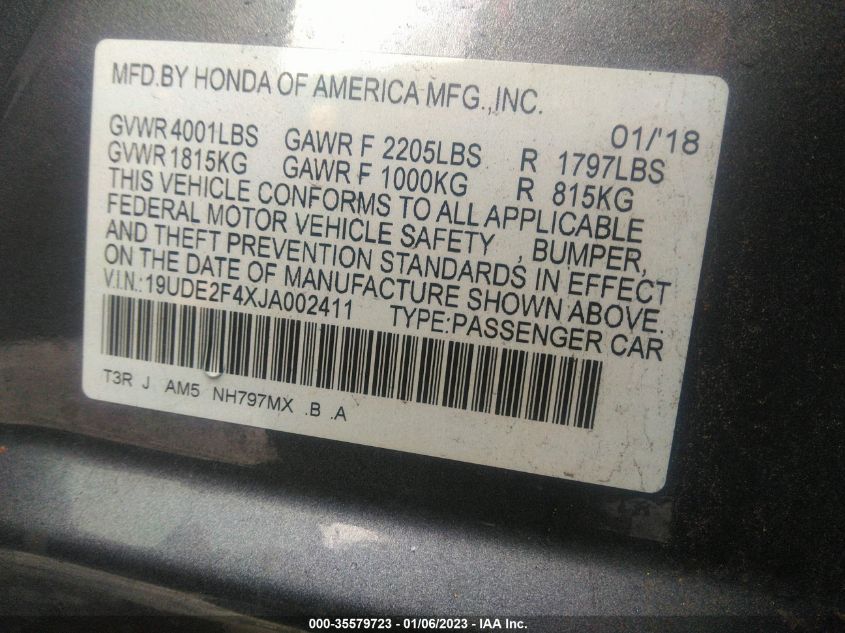 MFD.BY HONDA OF AMERICA MFG.,INC.
01/'18
GVWR 4001LBS GAWR F 2205LBS R 1797LBS
GVWR 1815KG GAWR F 1000KG R 815KG
THIS VEHICLE CONFORMS TO ALL APPLICABLE
FEDERAL MOTOR VEHICLE SAFETY , BUMPER,
AND THEFT PREVENTION STANDARDS IN EFFECT
ON THE DATE OF MANUFACTURE SHOWN ABOVE.
V.I.N.:19UDE2F4XJA002411 TYPE:PASSENGER CAR
T3R J AM5 NH797MX .B .A
000-35579723 — 01/06/2023 — IAA Inc.